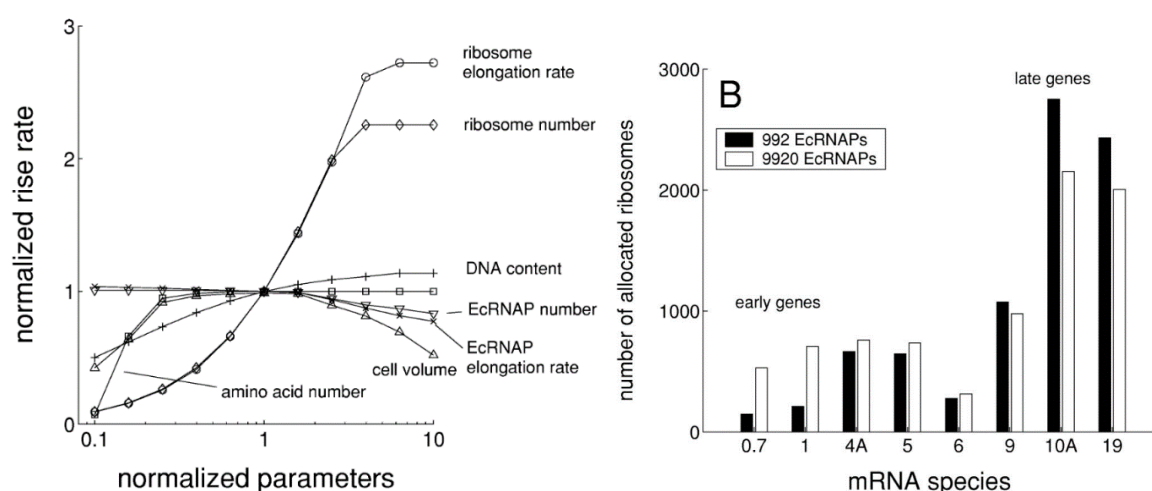 3
2
1
0
normalized rise rate
0.1
1
10
normalized parameters
ribosome
elongation rate
ribosome number
DNA content
EcRNAP number
EcRNAP
elongation rate
cell volume
amino acid number
B
late genes
992 EcRNAPs
9920 EcRNAPs
early genes
3000
2000
1000
0
number of allocated ribosomes
0.7 1 4A 5 6 9 10A 19
mRNA species